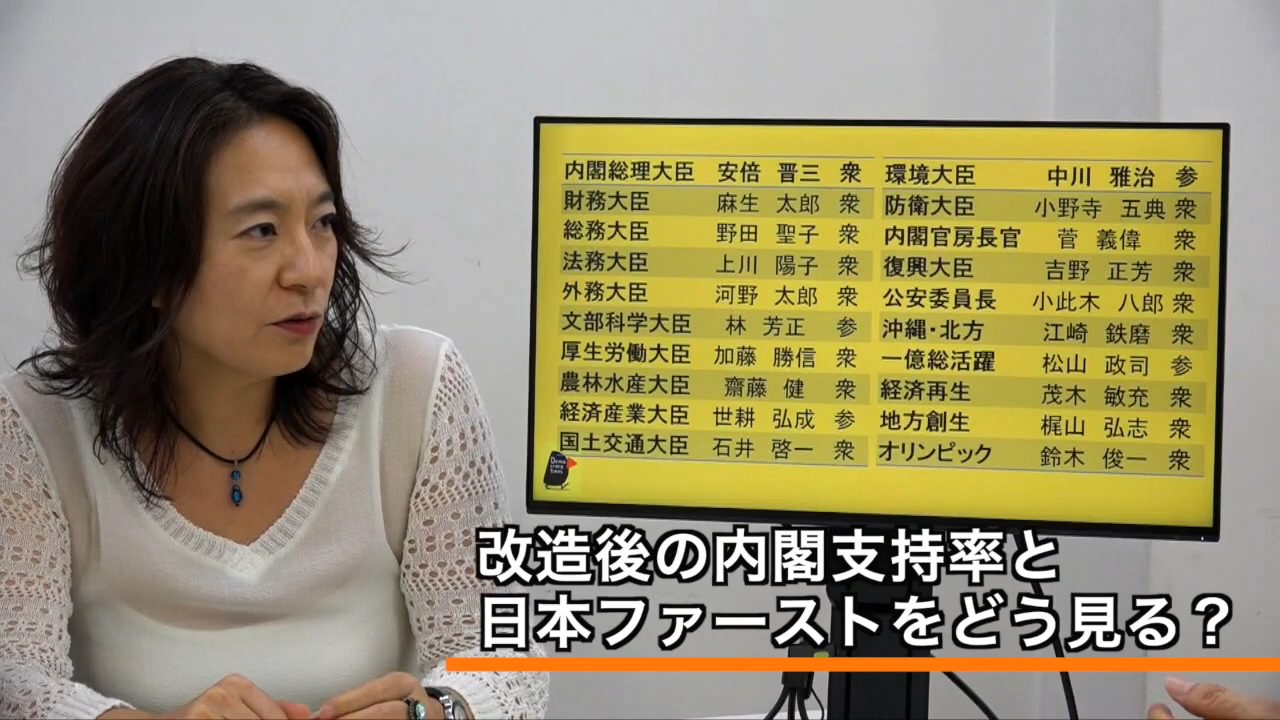 内閣総理大臣 安倍 晋三 衆
財務大臣 麻生 太郎 衆
総務大臣 野田 聖子 衆
法務大臣 上川 陽子 衆
外務大臣 河野 太郎 衆
文部科学大臣 林 芳正 参
厚生労働大臣 加藤 勝信 衆
農林水産大臣 齋藤 健 衆
経済産業大臣 世耕 弘成 参
国土交通大臣 石井 啓一 衆
環境大臣 中川 雅治 参
防衛大臣 小野寺 五典 衆
内閣官房長官 菅 義偉 衆
復興大臣 吉野 正芳 衆
公安委員長 小此木 八郎 衆
沖縄・北方 江崎 鉄磨 衆
一億総活躍 松山 政司 参
経済再生 茂木 敏充 衆
地方創生 梶山 弘志 衆
オリンピック 鈴木 俊一 衆
改造後の内閣支持率と
日本ファーストをどう見る？